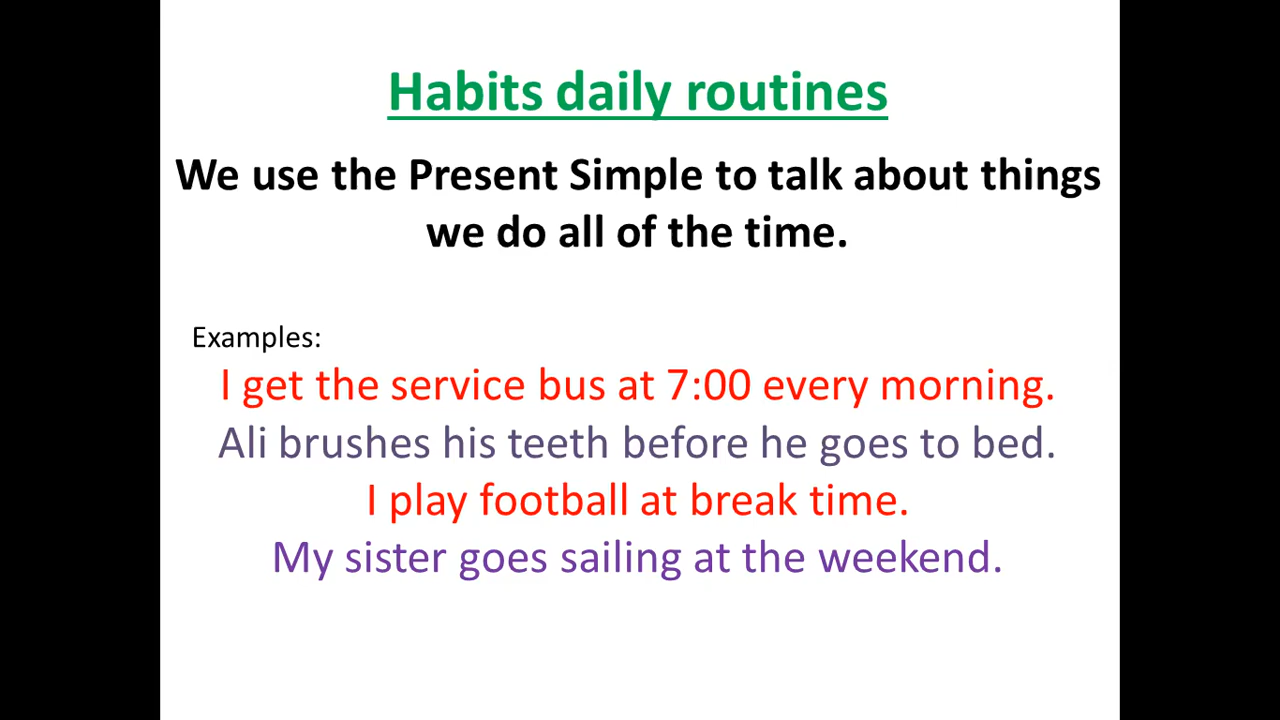 Habits daily routines
We use the Present Simple to talk about things
we do all of the time.
Examples:
I get the service bus at 7:00 every morning.
Ali brushes his teeth before he goes to bed.
I play football at break time.
My sister goes sailing at the weekend.